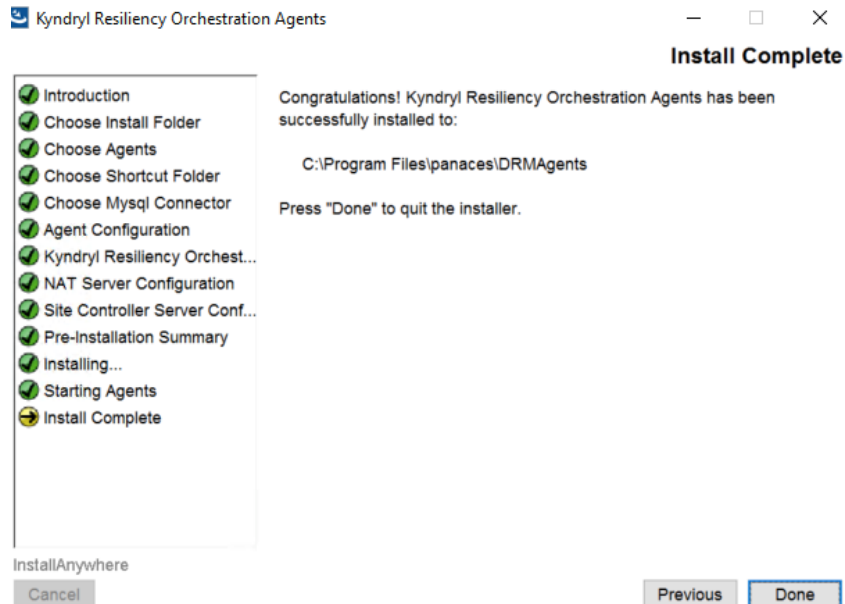 Kyndryl Resiliency Orchestration Agents
Install Complete
Introduction
Choose Install Folder
Choose Agents
Choose Shortcut Folder
Choose Mysql Connector
Agent Configuration
Kyndryl Resiliency Orchest...
NAT Server Configuration
Site Controller Server Conf...
Pre-Installation Summary
Installing...
Starting Agents
Install Complete
Congratulations! Kyndryl Resiliency Orchestration Agents has been
successfully installed to:
C:\Program Files\panaces\DRMAgents
Press "Done" to quit the installer.
InstallAnywhere
Cancel
Previous
Done